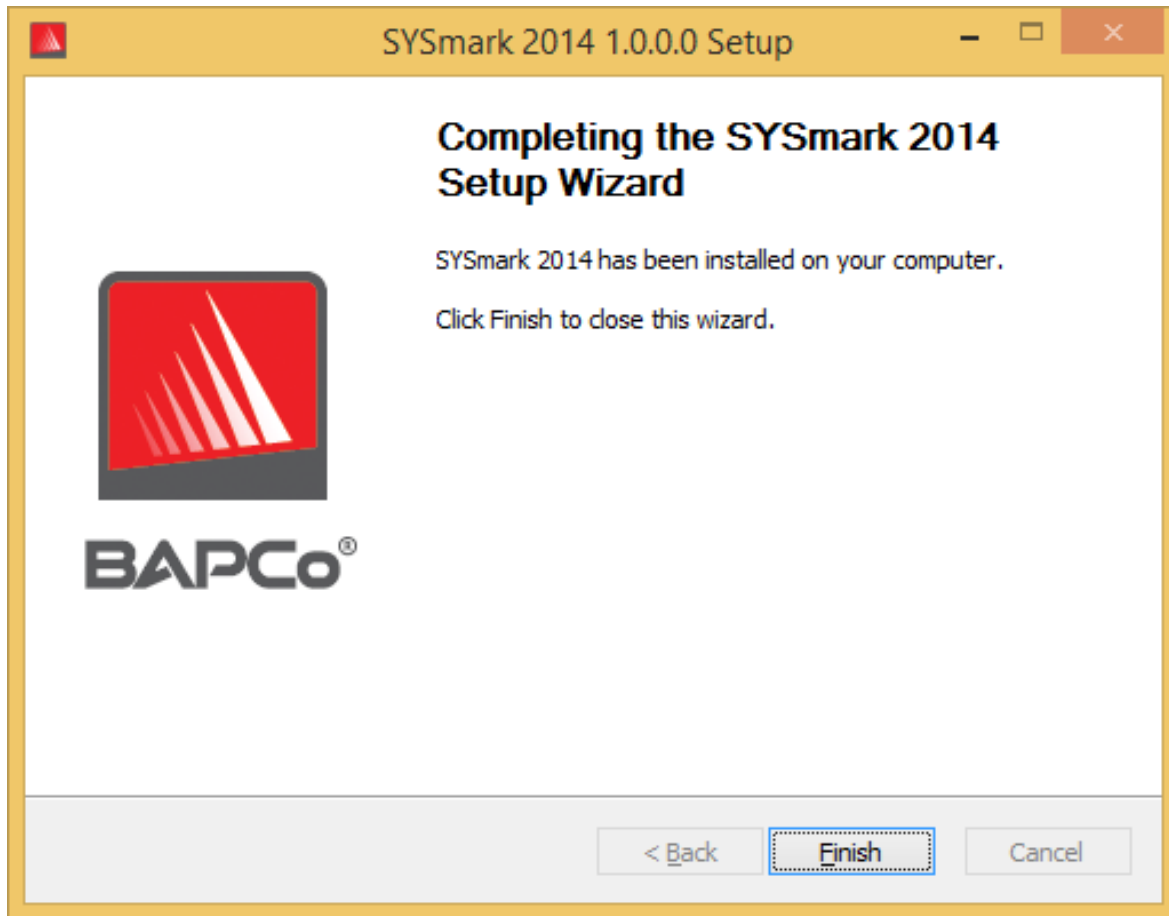 SYSmark 2014 1.0.0.0 Setup
Completing the SYSmark 2014
Setup Wizard
SYSmark 2014 has been installed on your computer.
Click Finish to close this wizard.
BAPCo®
< Back
Finish
Cancel